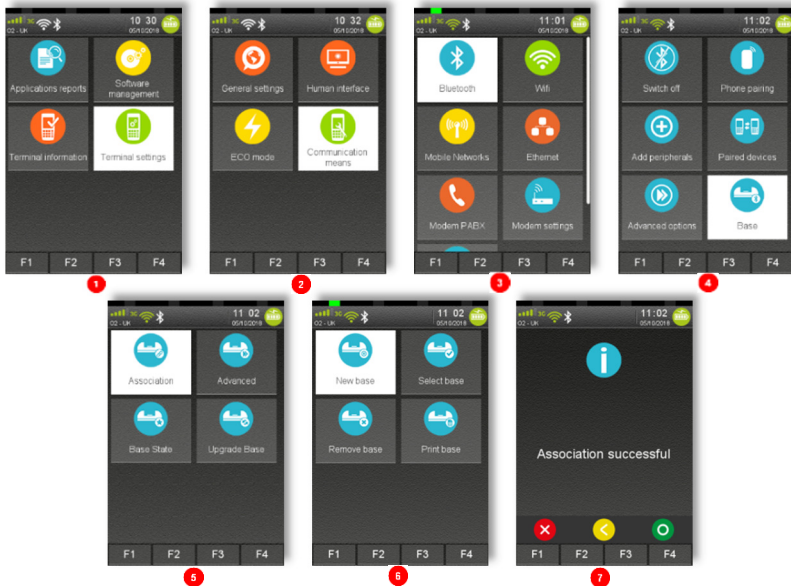 3G
10 30
O2 - UK
05/10/2018
Applications reports
Software
management
Terminal information
Terminal settings
F1 F2 F3 F4
1
3G
10 32
O2 - UK
05/10/2018
General settings
Human interface
ECO mode
Communication
means
F1 F2 F3 F4
2
3G
11:01
O2 - UK
05/10/2018
Bluetooth
Wifi
Mobile Networks
Ethernet
Modem PABX
Modem settings
F1 F2 F3 F4
3
3G
11:02
O2 - UK
05/10/2018
Switch off
Phone pairing
Add peripherals
Paired devices
Advanced options
Base
F1 F2 F3 F4
4
3G
11 02
O2 - UK
05/10/2018
Association
Advanced
Base State
Upgrade Base
F1 F2 F3 F4
5
3G
11 02
O2 - UK
05/10/2018
New base
Select base
Remove base
Print base
F1 F2 F3 F4
6
3G
11:02
O2 - UK
05/10/2018
Association successful
F1 F2 F3 F4
7